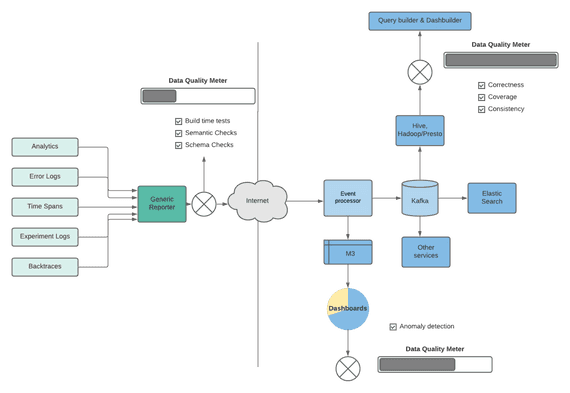 Query builder & Dashbuilder
Data Quality Meter
Correctness
Coverage
Consistency
Data Quality Meter
Build time tests
Semantic Checks
Schema Checks
Hive,
Hadoop/Presto
Analytics
Error Logs
Time Spans
Experiment Logs
Backtraces
Generic
Reporter
Internet
Event
processor
Kafka
Elastic
Search
M3
Other
services
Dashboards
Anomaly detection
Data Quality Meter